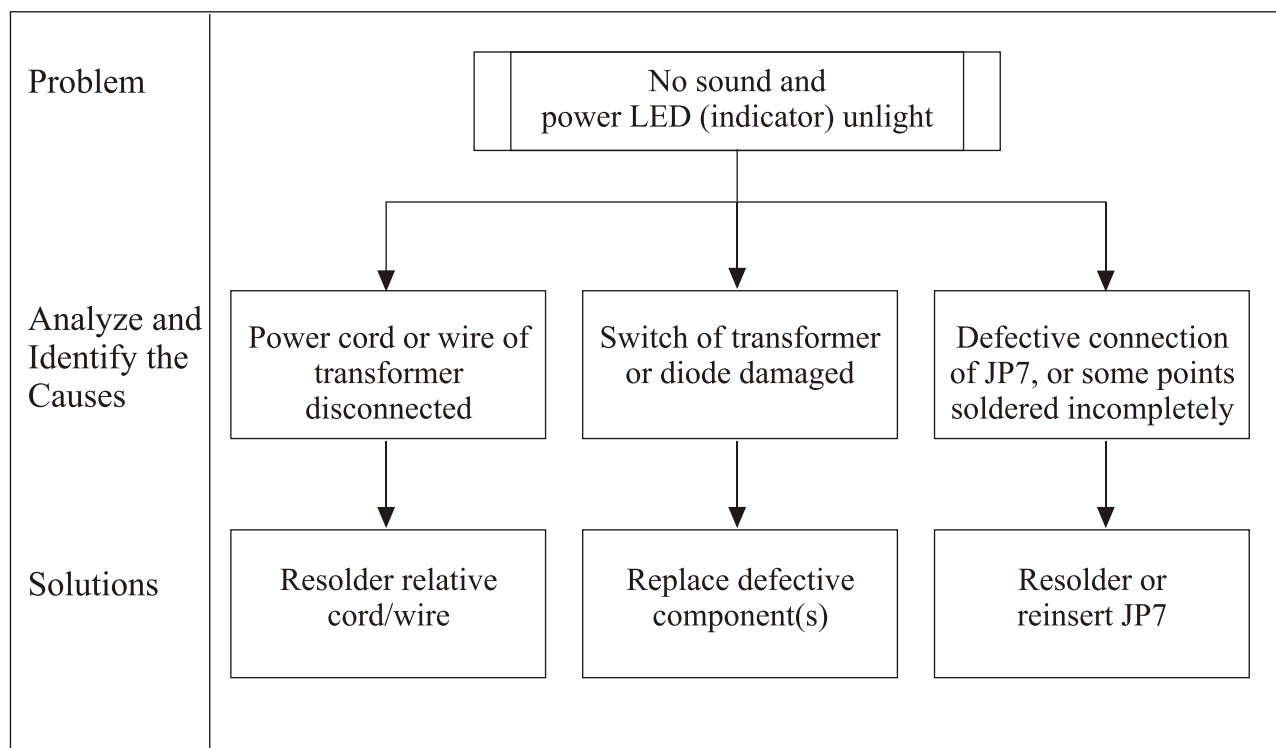 Problem
No sound and
power LED (indicator) unlight
Analyze and
Identify the
Causes
Power cord or wire of
transformer
disconnected
Switch of transformer
or diode damaged
Defective connection
of JP7, or some points
soldered incompletely
Solutions
Resolder relative
cord/wire
Replace defective
component(s)
Resolder or
reinsert JP7